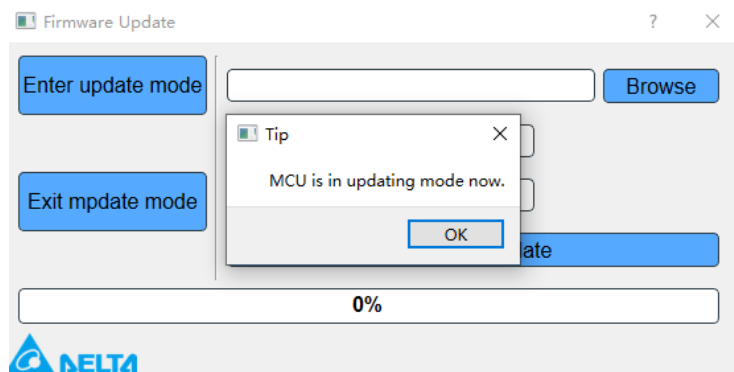 Firmware Update
Enter update mode
Browse
Tip
MCU is in updating mode now.
Exit mpdate mode
OK
date
0%
DELTA